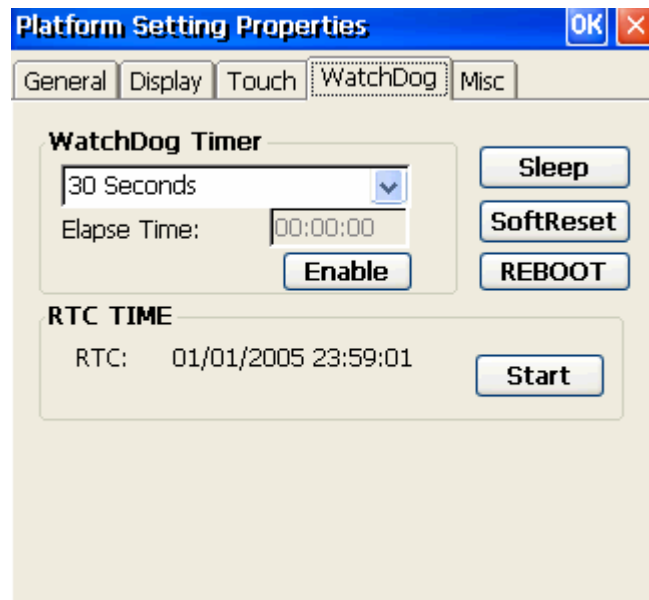 Platform Setting Properties OK
General Display Touch WatchDog Misc
WatchDog Timer
30 Seconds
Sleep
Elapse Time: 00:00:00
SoftReset
Enable
REBOOT
RTC TIME
RTC: 01/01/2005 23:59:01
Start